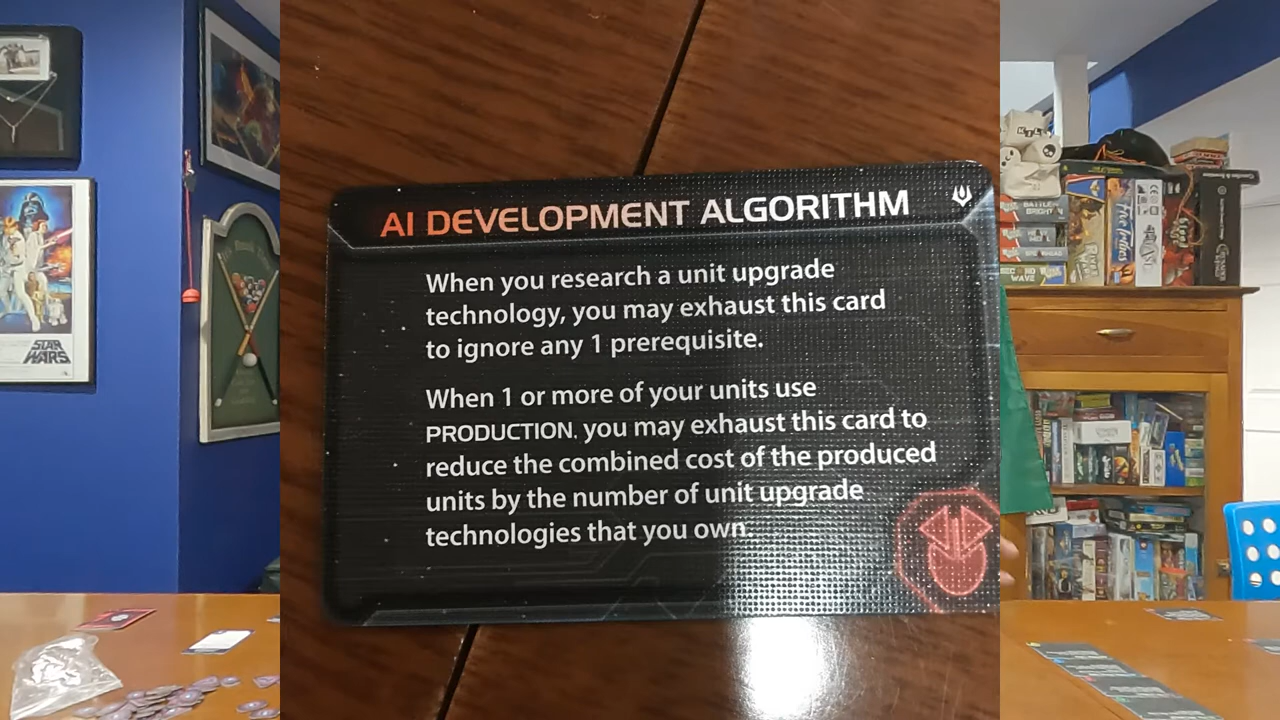 AI DEVELOPMENT ALGORITHM
When you research a unit upgrade
technology, you may exhaust this card
to ignore any 1 prerequisite.
When 1 or more of your units use
PRODUCTION, you may exhaust this card to
reduce the combined cost of the produced
units by the number of unit upgrade
technologies that you own.
STAR
WARS